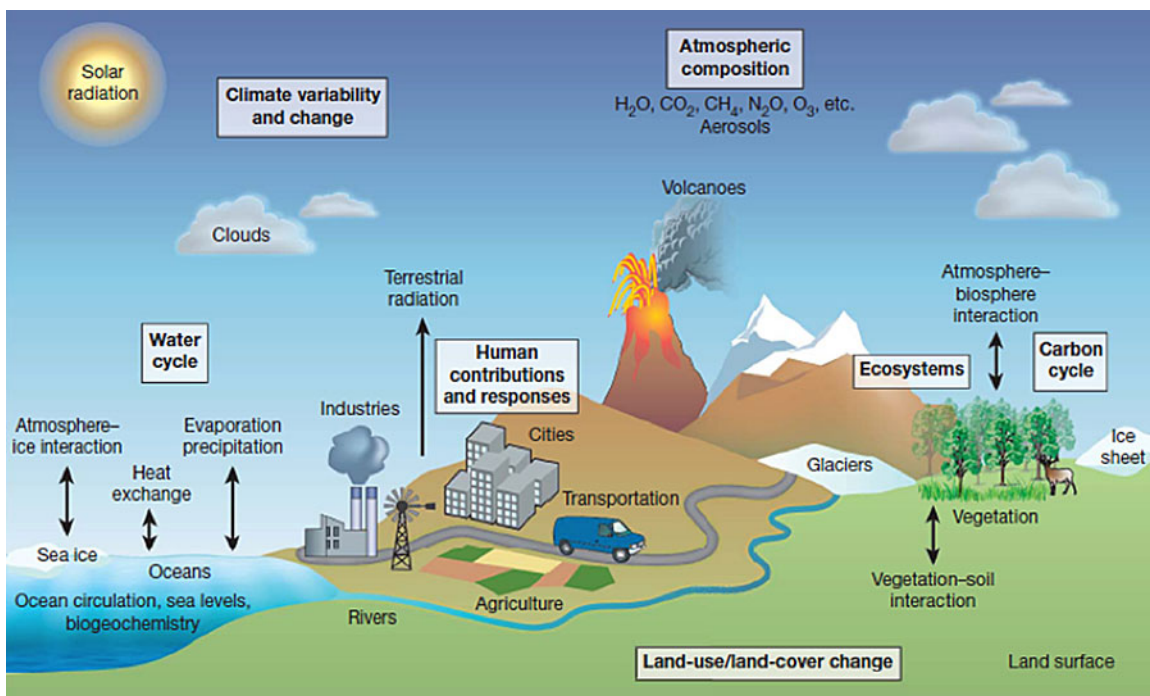 Solar
radiation
Climate variability
and change
Atmospheric
composition
H₂O, CO₂, CH₄, N₂O, O₃, etc.
Aerosols
Volcanoes
Clouds
Terrestrial
radiation
Atmosphere–
biosphere
interaction
Water
cycle
Human
contributions
and responses
Ecosystems
Carbon
cycle
Atmosphere–
ice interaction
Evaporation
precipitation
Industries
Cities
Heat
exchange
Glaciers
Ice
sheet
Transportation
Vegetation
Sea ice
Oceans
Ocean circulation, sea levels,
biogeochemistry
Rivers
Agriculture
Vegetation–soil
interaction
Land-use/land-cover change
Land surface